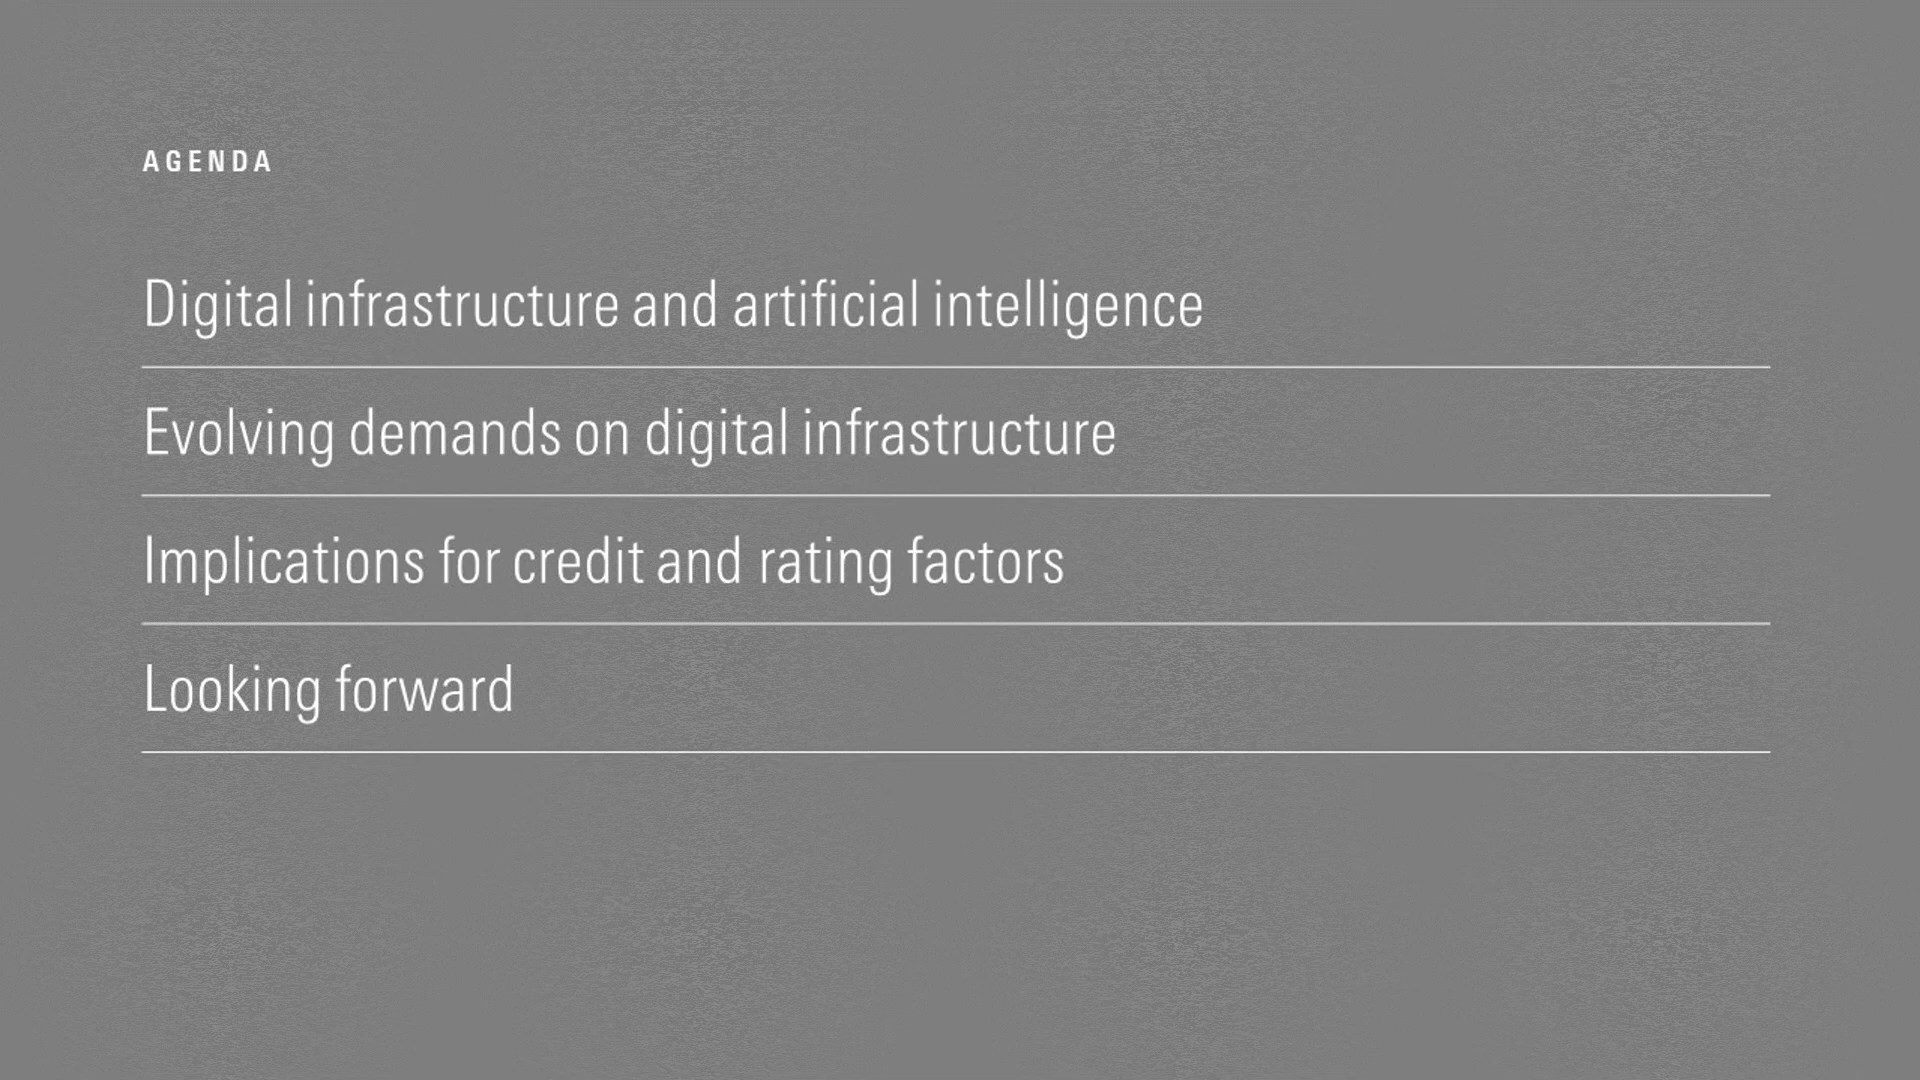 AGENDA
Digital infrastructure and artificial intelligence
Evolving demands on digital infrastructure
Implications for credit and rating factors
Looking forward